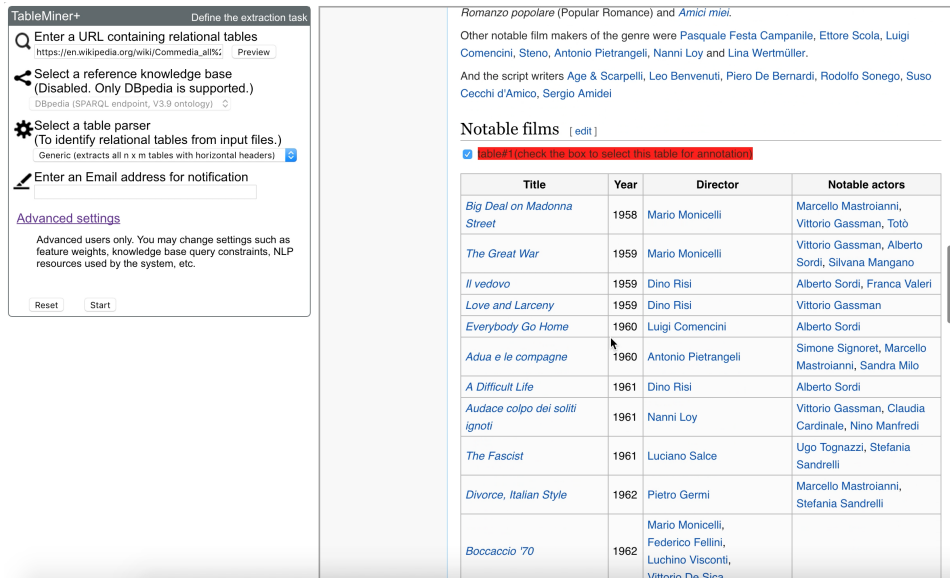 TableMiner+
Define the extraction task
Enter a URL containing relational tables
https://en.wikipedia.org/wiki/Commedia_all%2
Preview
Select a reference knowledge base
(Disabled. Only DBpedia is supported.)
DBpedia (SPARQL endpoint, V3.9 ontology)
Select a table parser
(To identify relational tables from input files.)
Generic (extracts all n x m tables with horizontal headers)
Enter an Email address for notification
Advanced settings
Advanced users only. You may change settings such as
feature weights, knowledge base query constraints, NLP
resources used by the system, etc.
Reset
Start
Romanzo popolare (Popular Romance) and Amici miei.
Other notable film makers of the genre were Pasquale Festa Campanile, Ettore Scola, Luigi
Comencini, Steno, Antonio Pietrangeli, Nanni Loy and Lina Wertmüller.
And the script writers Age & Scarpelli, Leo Benvenuti, Piero De Bernardi, Rodolfo Sonego, Suso
Cecchi d'Amico, Sergio Amidei
Notable films [ edit ]
table#1(check the box to select this table for annotation)
Title Year Director Notable actors
Big Deal on Madonna
Street
1958
Mario Monicelli
Marcello Mastroianni,
Vittorio Gassman, Totò
The Great War
1959
Mario Monicelli
Vittorio Gassman, Alberto
Sordi, Silvana Mangano
Il vedovo 1959 Dino Risi Alberto Sordi, Franca Valeri
Love and Larceny 1959 Dino Risi Vittorio Gassman
Everybody Go Home 1960 Luigi Comencini Alberto Sordi
Adua e le compagne
1960
Antonio Pietrangeli
Simone Signoret, Marcello
Mastroianni, Sandra Milo
A Difficult Life 1961 Dino Risi Alberto Sordi
Audace colpo dei soliti
ignoti
1961
Nanni Loy
Vittorio Gassman, Claudia
Cardinale, Nino Manfredi
The Fascist
1961
Luciano Salce
Ugo Tognazzi, Stefania
Sandrelli
Divorce, Italian Style
1962
Pietro Germi
Marcello Mastroianni,
Stefania Sandrelli
Boccaccio '70
1962
Mario Monicelli,
Federico Fellini,
Luchino Visconti,
Vittorio De Sica